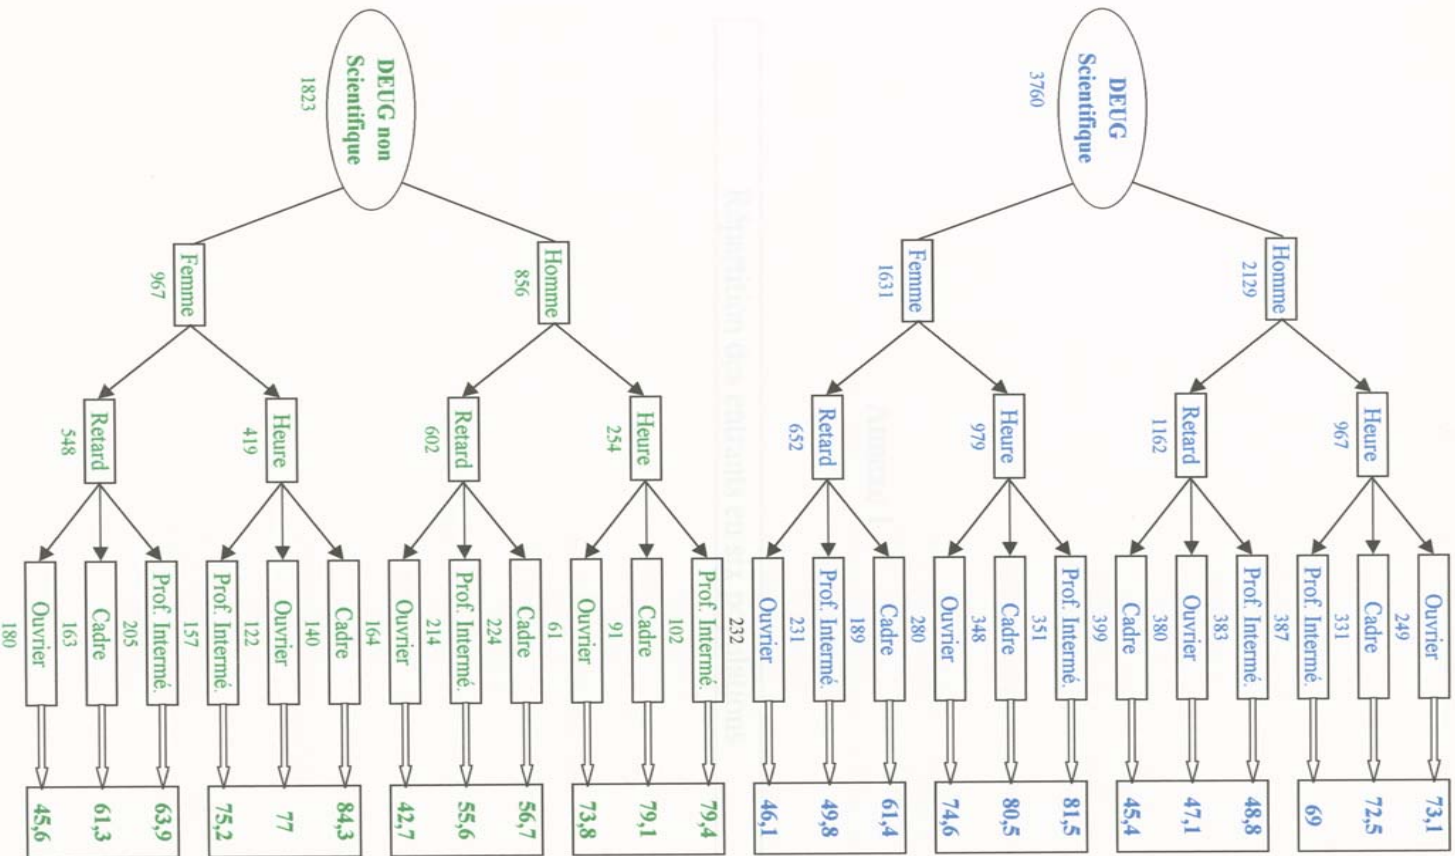 DEUG
Scientifique
3760
Homme
2129
Heure
967
Ouvrier
249
73,1
Cadre
331
72,5
Prof. Intermé.
387
69
Retard
1162
Prof. Intermé.
383
48,8
Ouvrier
380
47,1
Cadre
399
45,4
Femme
1631
Heure
979
Prof. Intermé.
351
81,5
Cadre
348
80,5
Ouvrier
280
74,6
Retard
652
Cadre
189
61,4
Prof. Intermé.
231
49,8
Ouvrier
232
46,1
DEUG non
Scientifique
1823
Homme
856
Heure
254
Prof. Intermé.
102
79,4
Cadre
91
79,1
Ouvrier
61
73,8
Retard
602
Cadre
224
56,7
Prof. Intermé.
214
55,6
Ouvrier
164
42,7
Femme
967
Heure
419
Cadre
140
84,3
Ouvrier
122
77
Prof. Intermé.
157
75,2
Retard
548
Prof. Intermé.
205
63,9
Cadre
163
61,3
Ouvrier
180
45,6